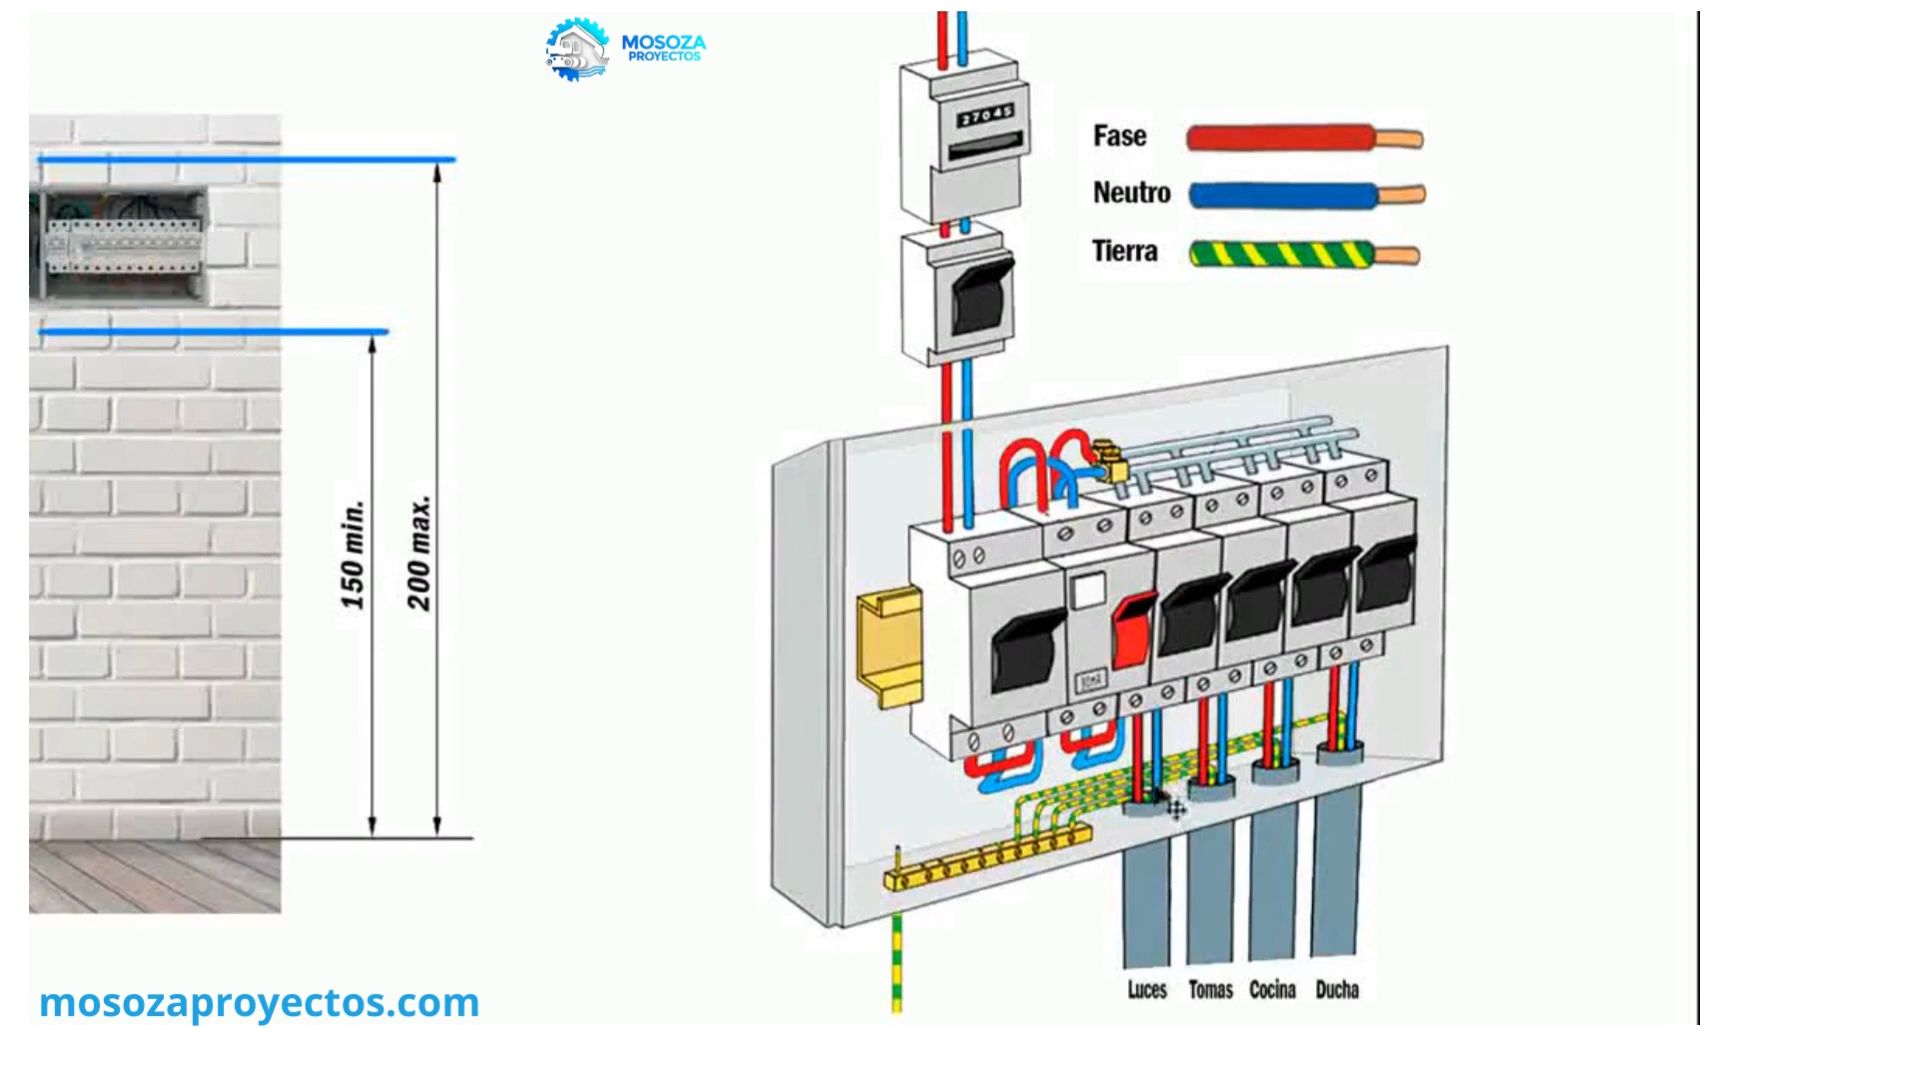 MOSOZA
PROYECTOS
27045
Fase
Neutro
Tierra
150 min.
200 max.
Luces Tomas Cocina Ducha
mosozaproyectos.com